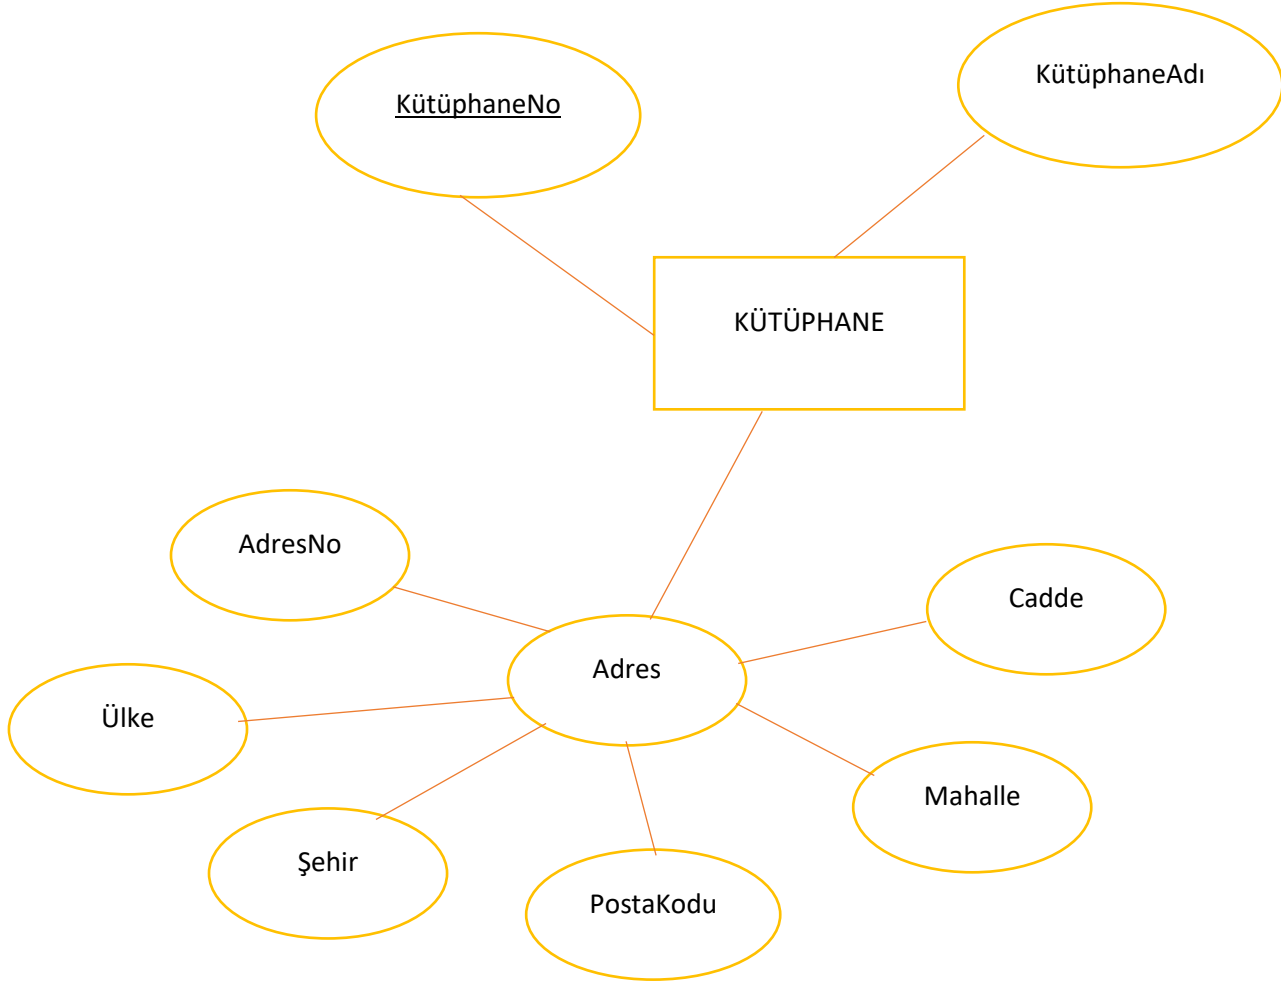 KütüphaneAdı
KütüphaneNo
KÜTÜPHANE
AdresNo
Cadde
Adres
Ülke
Mahalle
Şehir
PostaKodu